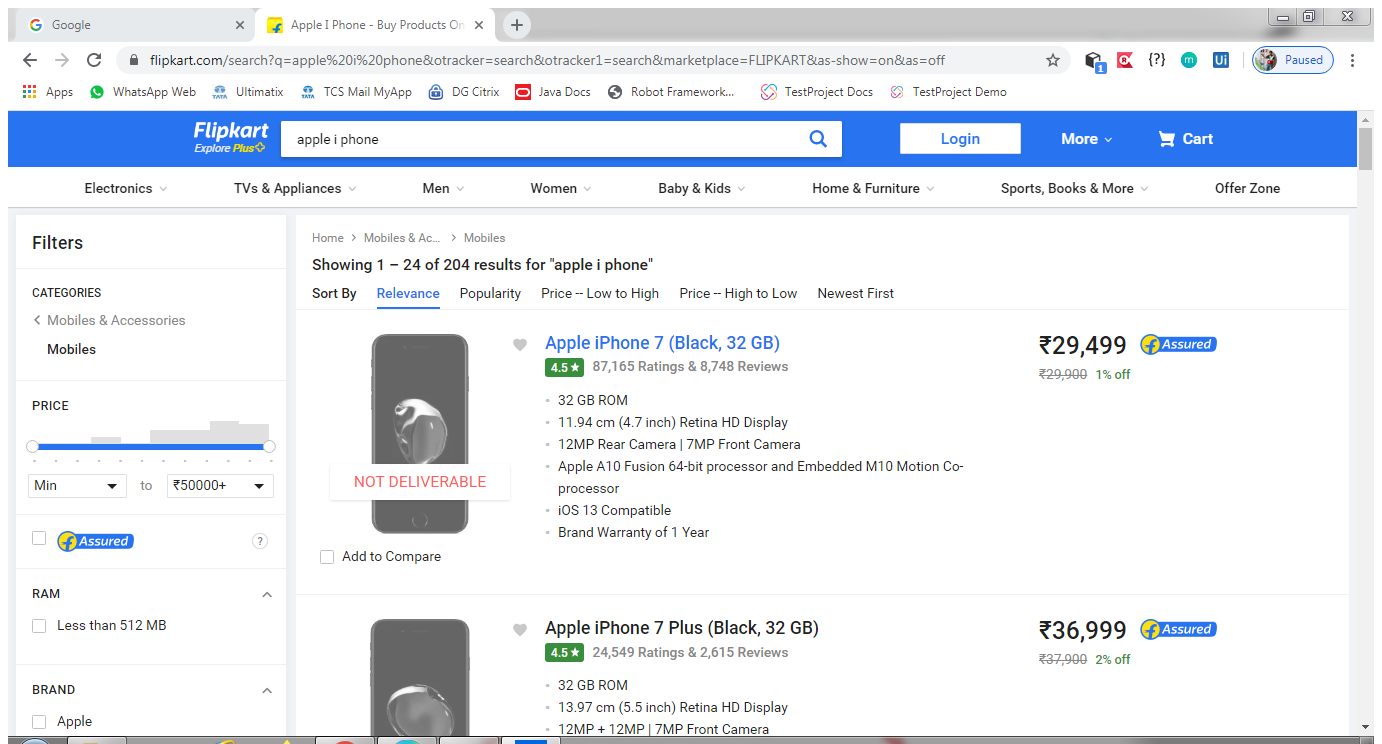 Google
Apple I Phone - Buy Products On
flipkart.com/search?q=apple%20i%20phone&otracker=search&otracker1=search&marketplace=FLIPKART&as-show=on&as=off
1
{?}
m
Ui
Paused
Apps
WhatsApp Web
TATA
Ultimatix
TATA
TCS Mail MyApp
DG Citrix
Java Docs
Robot Framework...
TestProject Docs
TestProject Demo
Flipkart
Explore Plus
apple i phone
Login
More
Cart
Electronics
TVs & Appliances
Men
Women
Baby & Kids
Home & Furniture
Sports, Books & More
Offer Zone
Filters
CATEGORIES
Mobiles & Accessories
Mobiles
PRICE
Min
to
₹50000+
Assured
?
RAM
Less than 512 MB
BRAND
Apple
Home
Mobiles & Ac...
Mobiles
Showing 1 – 24 of 204 results for "apple i phone"
Sort By
Relevance
Popularity
Price -- Low to High
Price -- High to Low
Newest First
NOT DELIVERABLE
Add to Compare
Apple iPhone 7 (Black, 32 GB)
4.5★
87,165 Ratings & 8,748 Reviews
32 GB ROM
11.94 cm (4.7 inch) Retina HD Display
12MP Rear Camera | 7MP Front Camera
Apple A10 Fusion 64-bit processor and Embedded M10 Motion Co-
processor
iOS 13 Compatible
Brand Warranty of 1 Year
₹29,499
Assured
₹29,900 1% off
Apple iPhone 7 Plus (Black, 32 GB)
4.5★
24,549 Ratings & 2,615 Reviews
32 GB ROM
13.97 cm (5.5 inch) Retina HD Display
12MP + 12MP | 7MP Front Camera
₹36,999
Assured
₹37,900 2% off